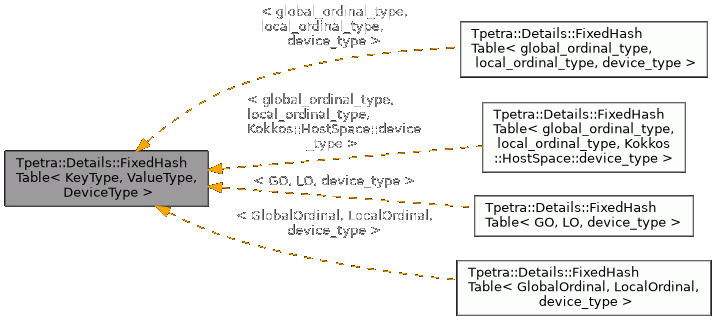 < global_ordinal_type,
local_ordinal_type,
device_type >
Tpetra::Details::FixedHash
Table< global_ordinal_type,
local_ordinal_type, device_type >
< global_ordinal_type,
local_ordinal_type,
Kokkos::HostSpace::device
_type >
Tpetra::Details::FixedHash
Table< global_ordinal_type,
local_ordinal_type, Kokkos
::HostSpace::device_type >
Tpetra::Details::FixedHash
Table< KeyType, ValueType,
DeviceType >
< GO, LO, device_type >
Tpetra::Details::FixedHash
Table< GO, LO, device_type >
< GlobalOrdinal, LocalOrdinal,
device_type >
Tpetra::Details::FixedHash
Table< GlobalOrdinal, LocalOrdinal,
device_type >